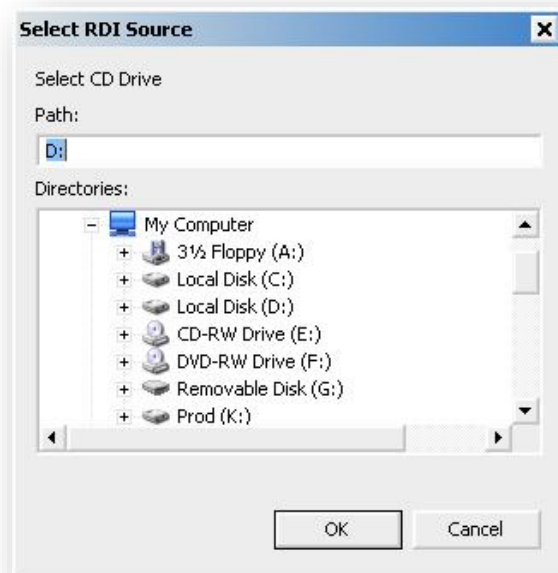 Select RDI Source
Select CD Drive
Path:
D:
Directories:
My Computer
3½ Floppy (A:)
Local Disk (C:)
Local Disk (D:)
CD-RW Drive (E:)
DVD-RW Drive (F:)
Removable Disk (G:)
Prod (K:)
OK Cancel